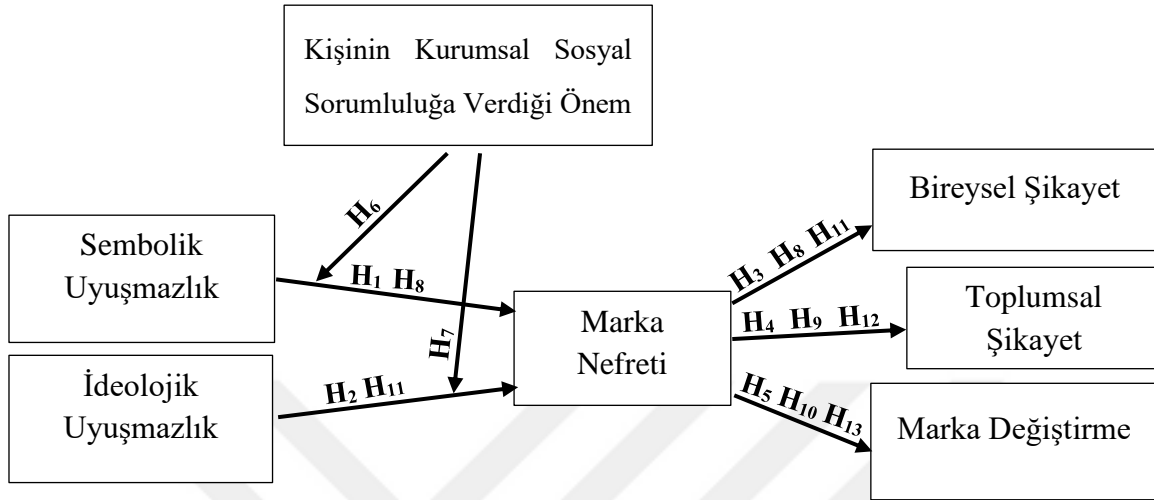 Kişinin Kurumsal Sosyal
Sorumluluğa Verdiği Önem
Bireysel Şikayet
H₆
Sembolik
Uyuşmazlık
H₁ H₈
H₃ H₈ H₁₁
Toplumsal
Şikayet
Marka
Nefreti
H₄ H₉ H₁₂
H₇
İdeolojik
Uyuşmazlık
H₂ H₁₁
H₅ H₁₀ H₁₃
Marka Değiştirme